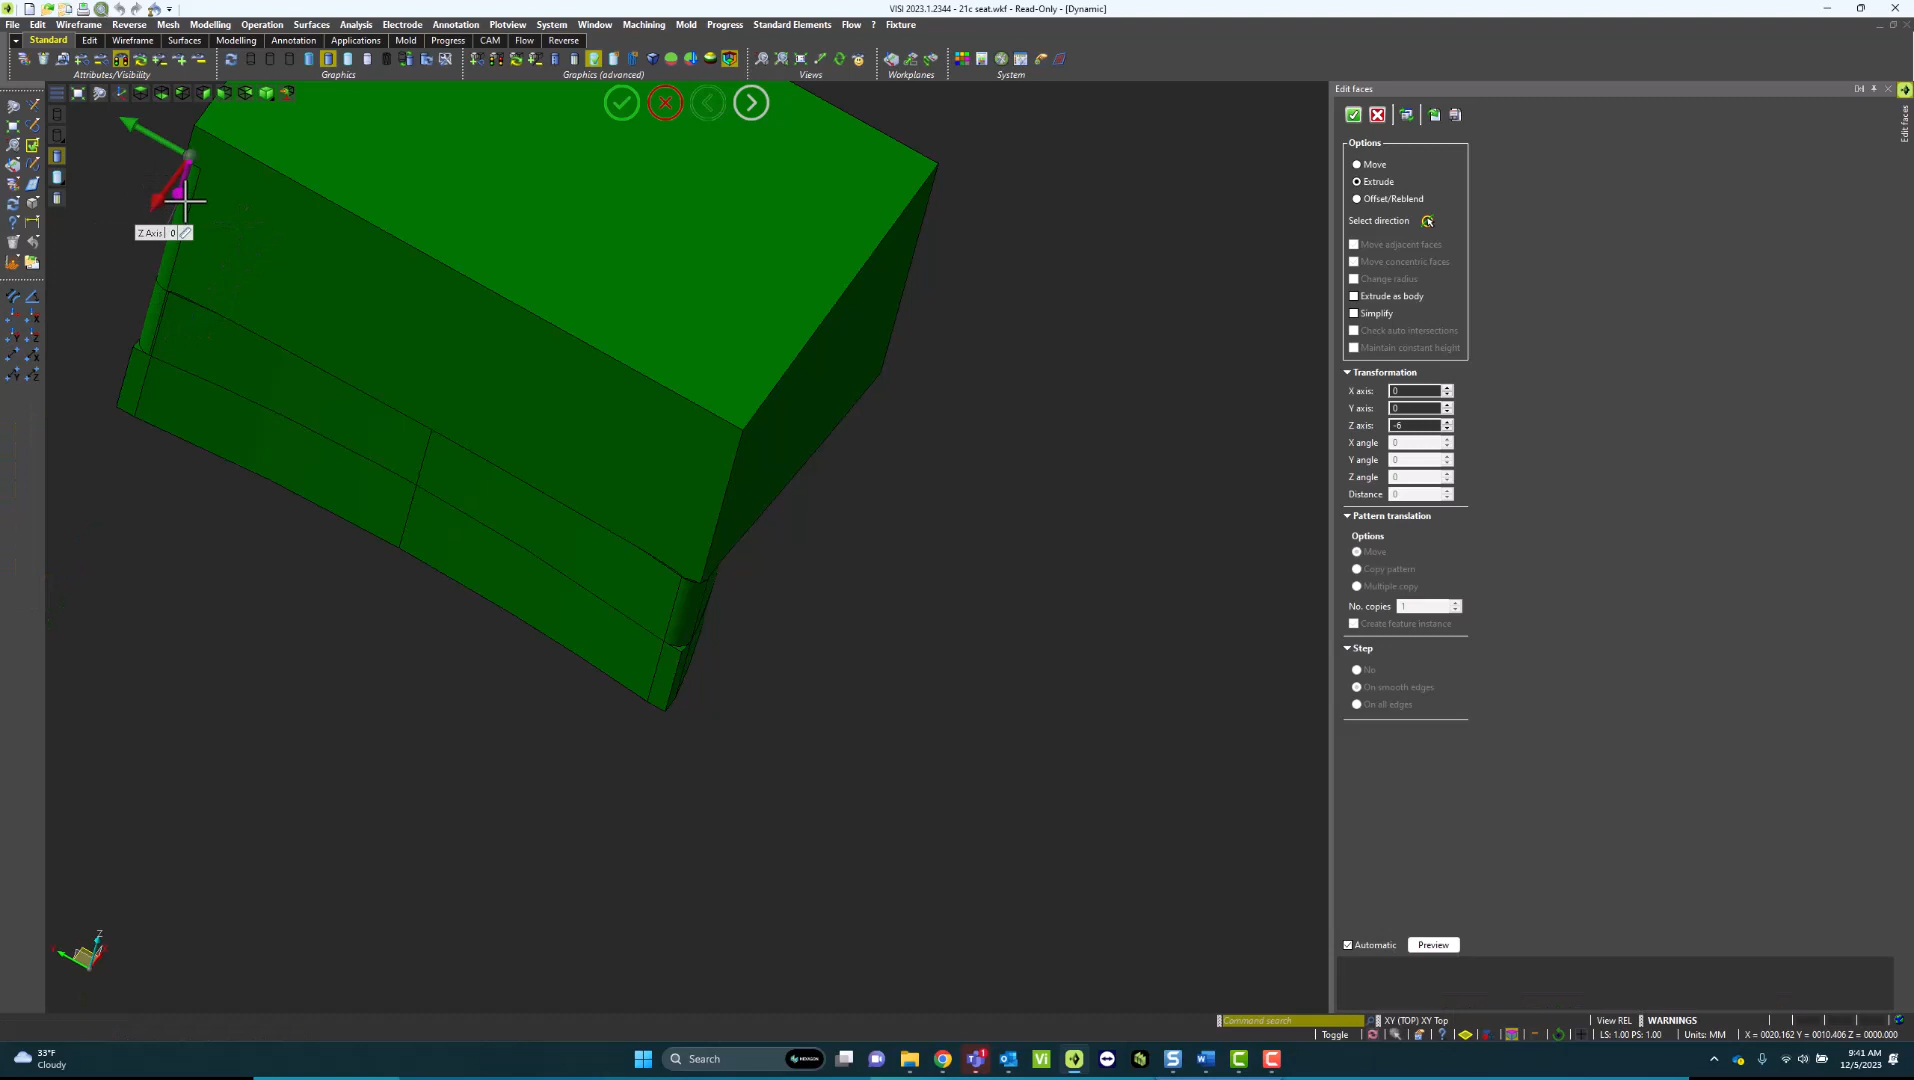 VISI 2023.1.2344 - 21c seat.wkf - Read-Only - [Dynamic]
File Edit Wireframe Reverse Mesh Modelling Operation Surfaces Analysis Electrode Annotation Plotview System Window Machining Mold Progress Standard Elements Flow ? Fixture
Standard Edit Wireframe Surfaces Modelling Annotation Applications Mold Progress CAM Flow Reverse
Attributes/Visibility Graphics Graphics (advanced) Views Workplanes System
Edit faces
Edit faces
Options
Move
Extrude
Offset/Reblend
Select direction
Move adjacent faces
Move concentric faces
Change radius
Extrude as body
Simplify
Check auto intersections
Maintain constant height
Z Axis 0
Transformation
X axis: 0
Y axis: 0
Z axis: -6
X angle 0
Y angle 0
Z angle 0
Distance 0
Pattern translation
Options
Move
Copy pattern
Multiple copy
No. copies 1
Create feature instance
Step
No
On smooth edges
On all edges
Z
Automatic Preview
Command search XY (TOP) XY Top View REL WARNINGS
Toggle LS: 1.00 PS: 1.00 Units: MM X = 0020.162 Y = 0010.406 Z = 0000.000
33°F
Cloudy
Search
HEXAGON
1
Vi
9:41 AM
12/5/2023